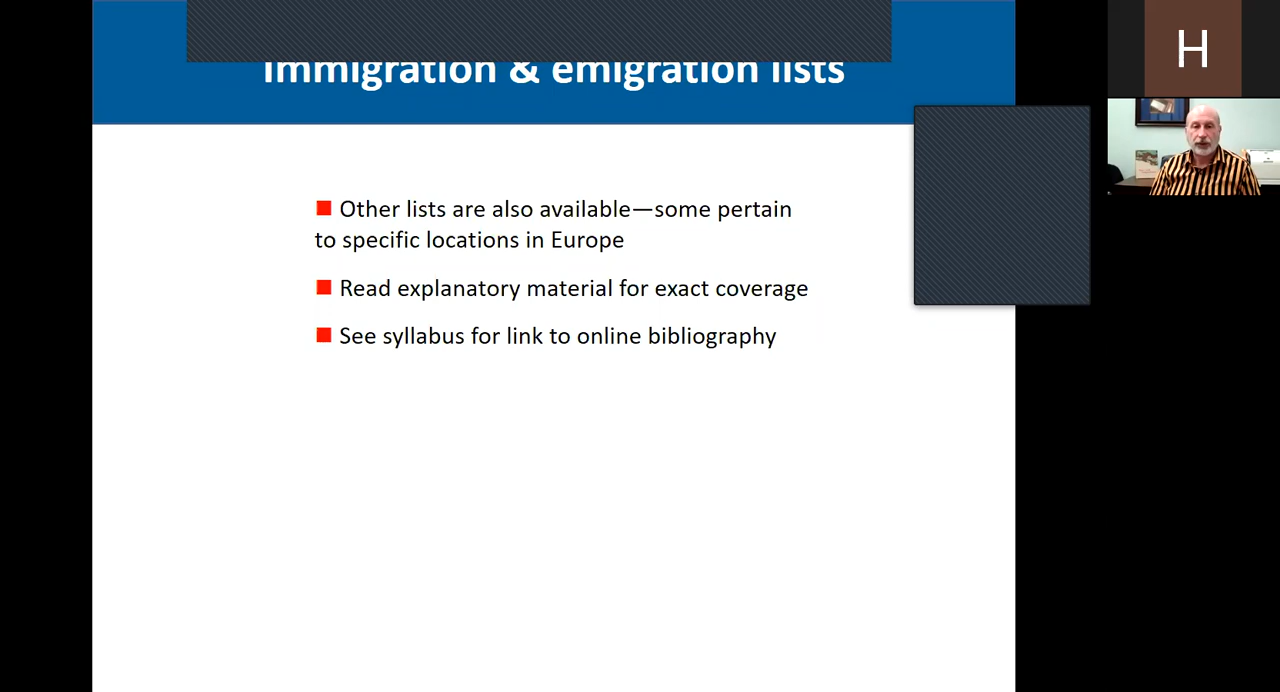 Immigration & emigration lists
H
■ Other lists are also available—some pertain
to specific locations in Europe
■ Read explanatory material for exact coverage
■ See syllabus for link to online bibliography